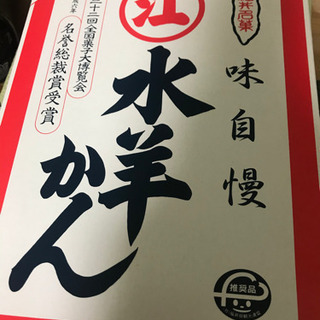 味自慢
江
水羊かん
二十一回全国菓子大博覧会
名誉総裁賞受賞
推奨品